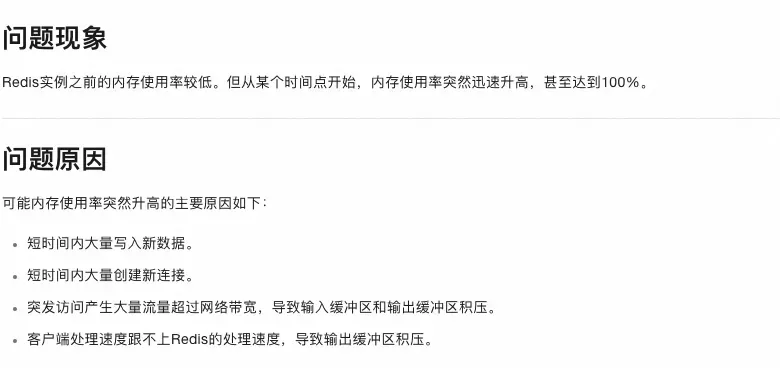 问题现象
Redis实例之前的内存使用率较低。但从某个时间点开始，内存使用率突然迅速升高，甚至达到100%。
问题原因
可能内存使用率突然升高的主要原因如下：
• 短时间内大量写入新数据。
• 短时间内大量创建新连接。
• 突发访问产生大量流量超过网络带宽，导致输入缓冲区和输出缓冲区积压。
• 客户端处理速度跟不上Redis的处理速度，导致输出缓冲区积压。